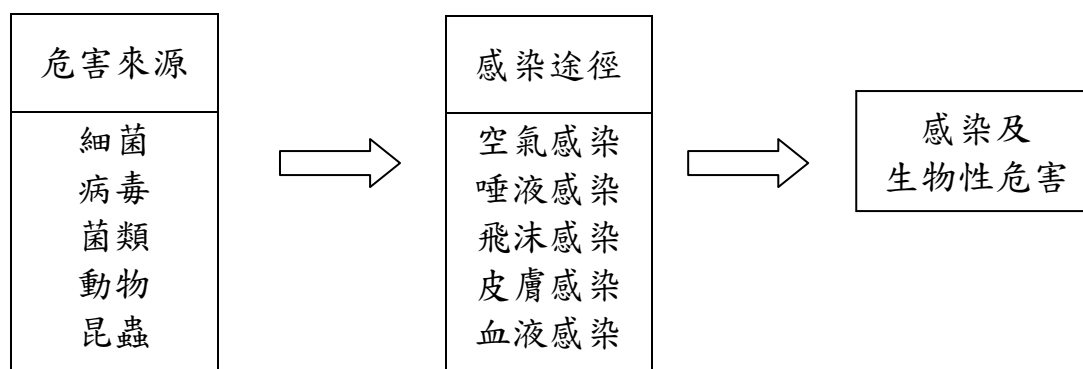 危害來源
細菌
病毒
菌類
動物
昆蟲
感染途徑
空氣感染
唾液感染
飛沫感染
皮膚感染
血液感染
感染及
生物性危害